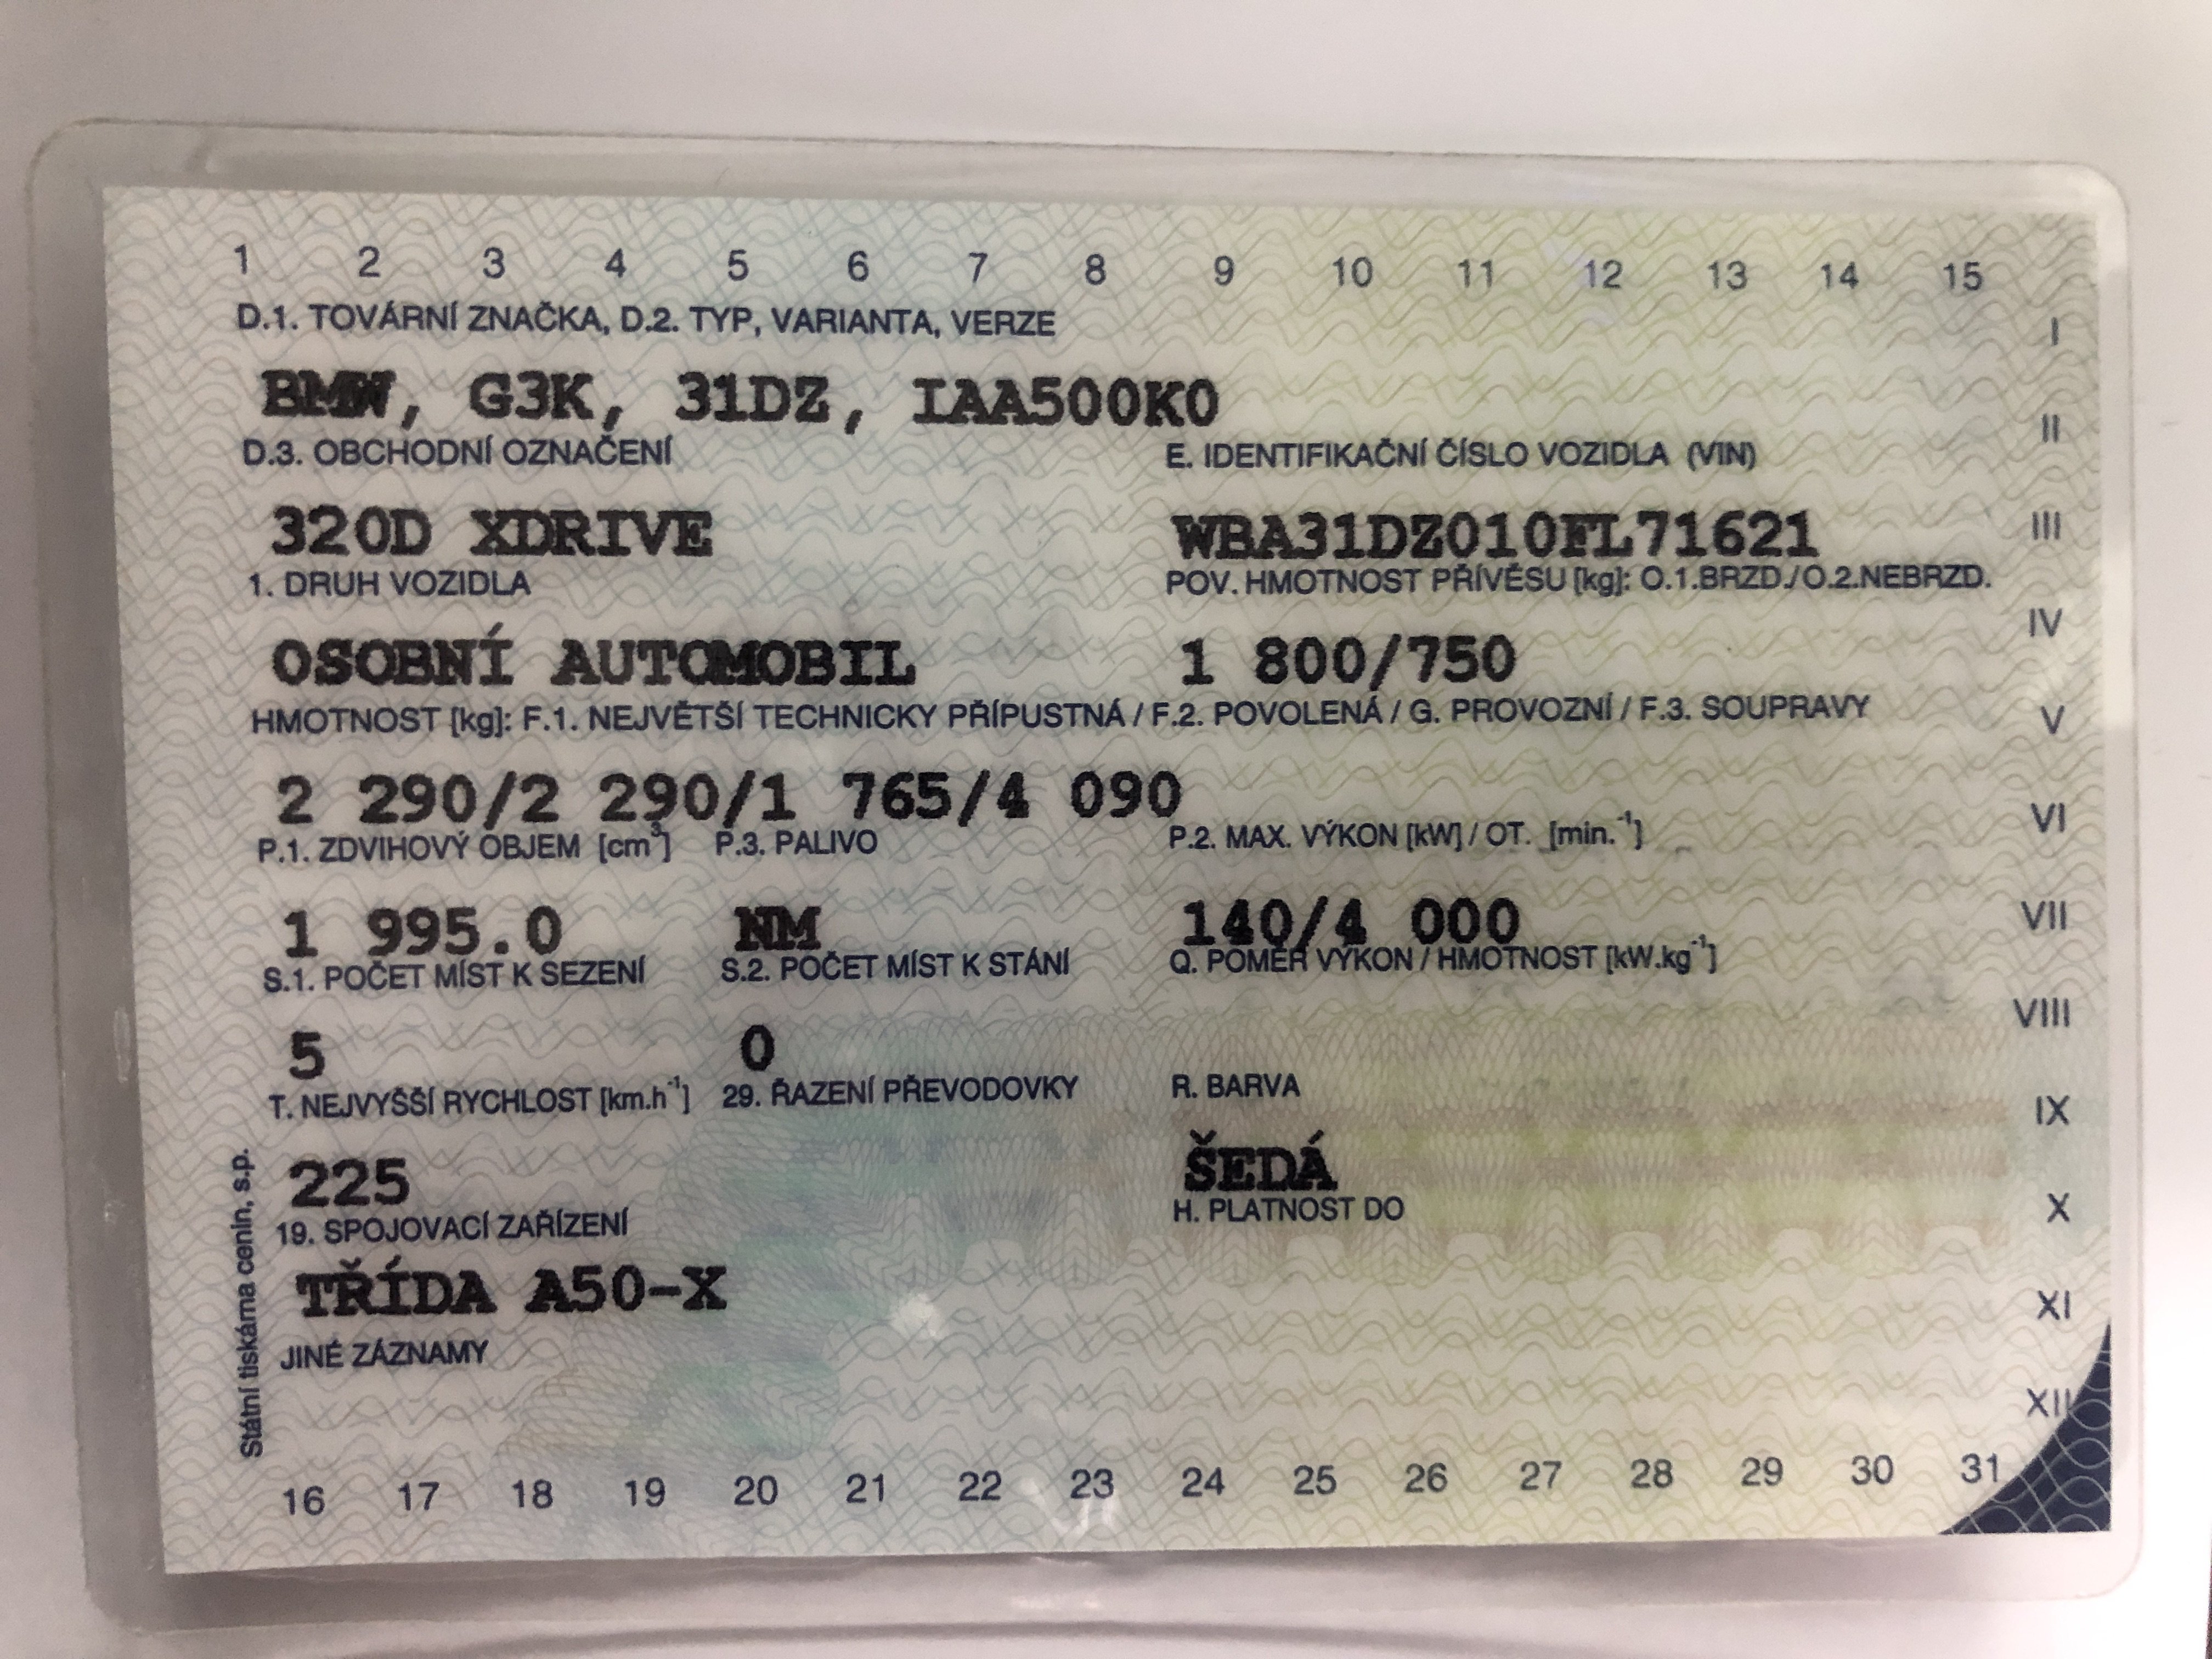 1 2 3 4 5 6 7 8 9 10 11 12 13 14 15
D.1. TOVÁRNÍ ZNAČKA, D.2. TYP, VARIANTA, VERZE
I
BMW, G3K, 31DZ, IAA500K0
II
D.3. OBCHODNÍ OZNAČENÍ E. IDENTIFIKAČNÍ ČÍSLO VOZIDLA (VIN)
320D XDRIVE WBA31DZ010FL71621
III
1. DRUH VOZIDLA POV. HMOTNOST PŘÍVĚSU [kg]: O.1.BRZD./O.2.NEBRZD.
IV
OSOBNÍ AUTOMOBIL 1 800/750
HMOTNOST [kg]: F.1. NEJVĚTŠÍ TECHNICKY PŘÍPUSTNÁ / F.2. POVOLENÁ / G. PROVOZNÍ / F.3. SOUPRAVY
V
2 290/2 290/1 765/4 090
VI
P.1. ZDVIHOVÝ OBJEM [cm³] P.3. PALIVO P.2. MAX. VÝKON [kW] / OT. [min.⁻¹]
1 995.0 NM 140/4 000
VII
S.1. POČET MÍST K SEZENÍ S.2. POČET MÍST K STÁNÍ Q. POMĚR VÝKON / HMOTNOST [kW.kg⁻¹]
VIII
5 0
T. NEJVYŠŠÍ RYCHLOST [km.h⁻¹] 29. ŘAZENÍ PŘEVODOVKY R. BARVA
IX
225 ŠEDÁ
X
19. SPOJOVACÍ ZAŘÍZENÍ H. PLATNOST DO
TŘÍDA A50-X
XI
JINÉ ZÁZNAMY
XII
Státní tiskárna cenin, s.p.
16 17 18 19 20 21 22 23 24 25 26 27 28 29 30 31